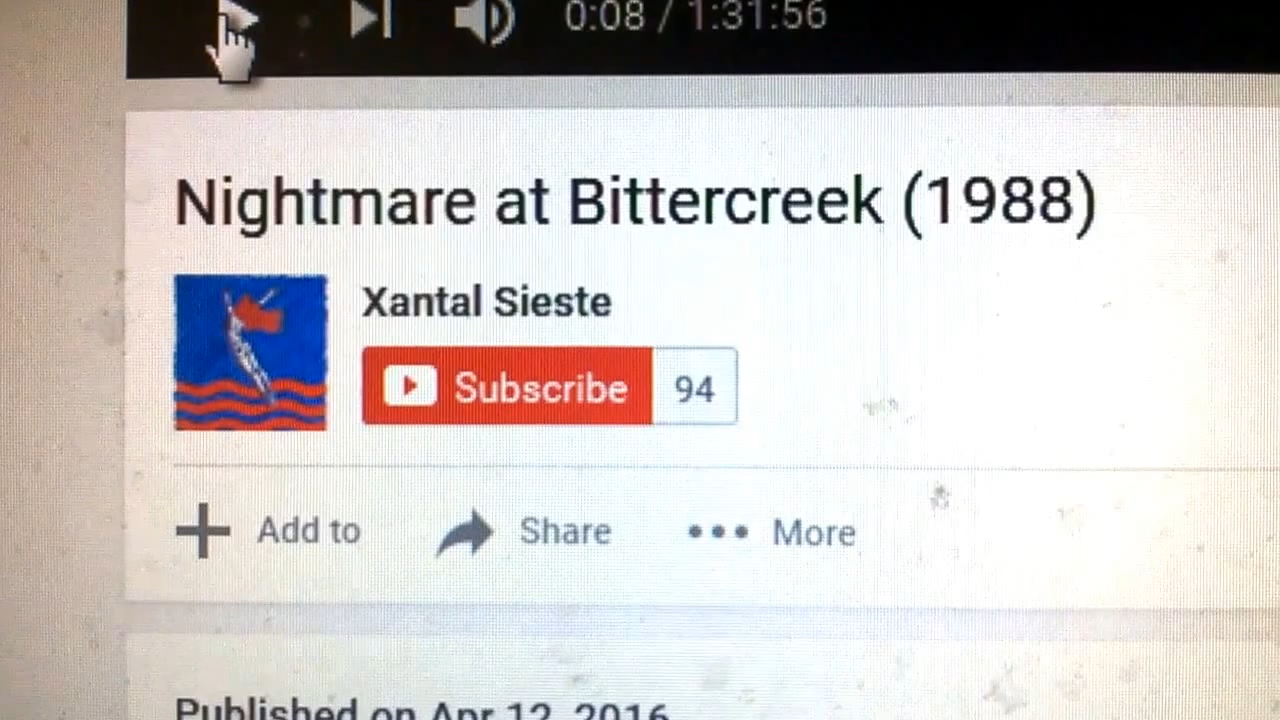 0:08 / 1:31:56
Nightmare at Bittercreek (1988)
Xantal Sieste
Subscribe 94
Add to Share More
Published on Apr 12, 2016